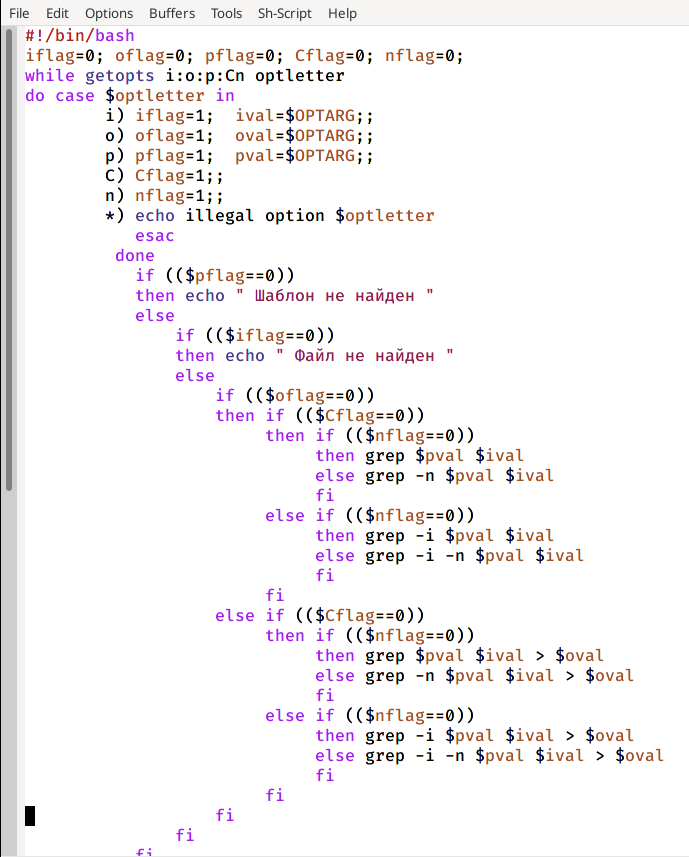 File Edit Options Buffers Tools Sh-Script Help
#!/bin/bash
iflag=0; oflag=0; pflag=0; Cflag=0; nflag=0;
while getopts i:o:p:Cn optletter
do case $optletter in
        i) iflag=1;  ival=$OPTARG;;
        o) oflag=1;  oval=$OPTARG;;
        p) pflag=1;  pval=$OPTARG;;
        C) Cflag=1;;
        n) nflag=1;;
        *) echo illegal option $optletter
           esac
         done
           if (($pflag==0))
           then echo " Шаблон не найден "
           else
               if (($iflag==0))
               then echo " Файл не найден "
               else
                   if (($oflag==0))
                   then if (($Cflag==0))
                        then if (($nflag==0))
                             then grep $pval $ival
                             else grep -n $pval $ival
                             fi
                        else if (($nflag==0))
                             then grep -i $pval $ival
                             else grep -i -n $pval $ival
                             fi
                        fi
                   else if (($Cflag==0))
                        then if (($nflag==0))
                             then grep $pval $ival > $oval
                             else grep -n $pval $ival > $oval
                             fi
                        else if (($nflag==0))
                             then grep -i $pval $ival > $oval
                             else grep -i -n $pval $ival > $oval
                             fi
                        fi
                   fi
               fi
           fi